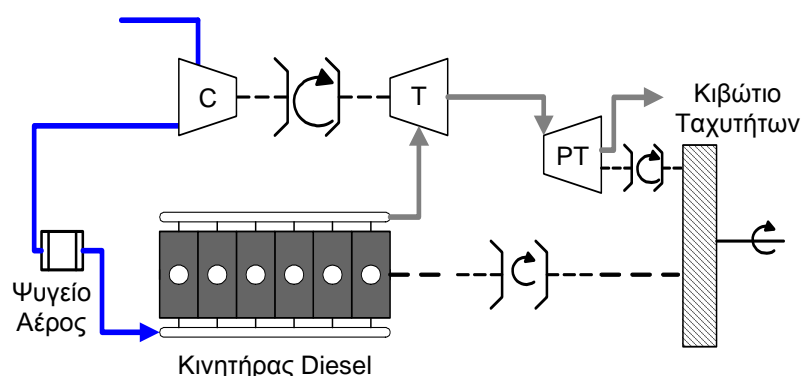 C
T
PT
Κιβώτιο
Ταχυτήτων
Ψυγείο
Αέρος
Κινητήρας Diesel